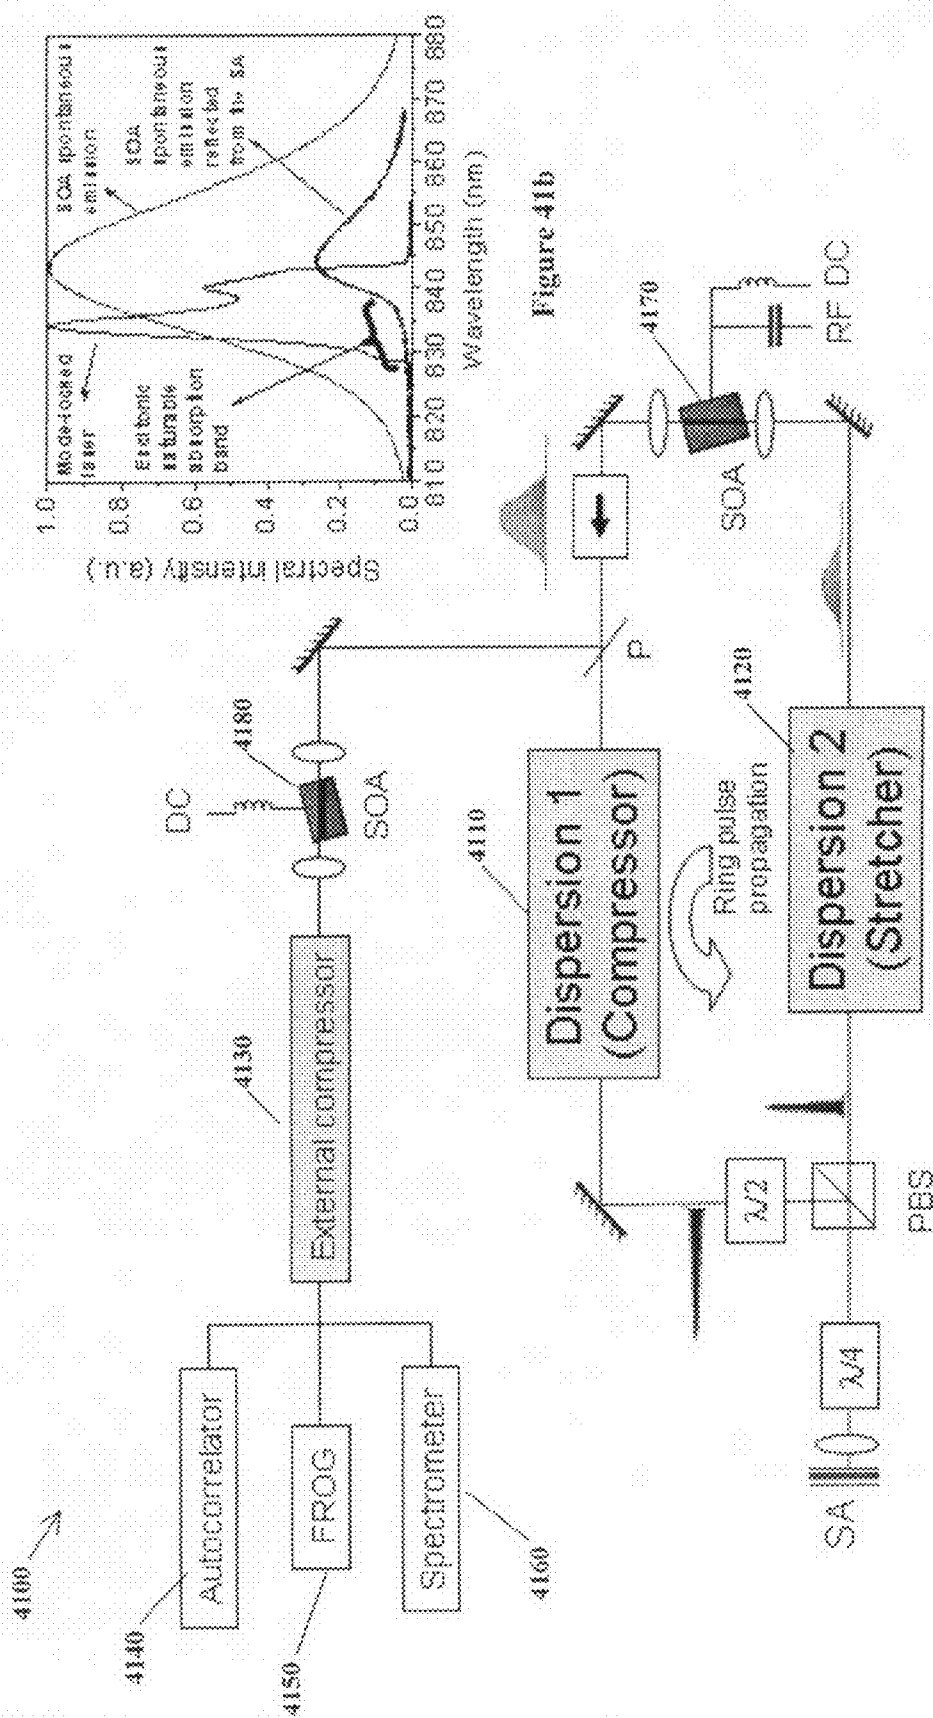 4100
4140
Autocorrelator
4150
FROG
Spectrometer
4160
4130
External compressor
DC
4180
SOA
1.0
0.8
0.6
0.4
0.2
0.0
Spectral intensity (a.u.)
810 820 830 840 850 860 870 880
Wavelength (nm)
Mode-locked
laser
Excitonic
saturable
absorption
band
SOA spontaneous
emission
SOA
spontaneous
emission
reflected
from the SA
Figure 41b
4110
Dispersion 1
(Compressor)
P
4170
SOA
RF DC
Ring pulse
propagation
4120
Dispersion 2
(Stretcher)
λ/2
PBS
λ/4
SA